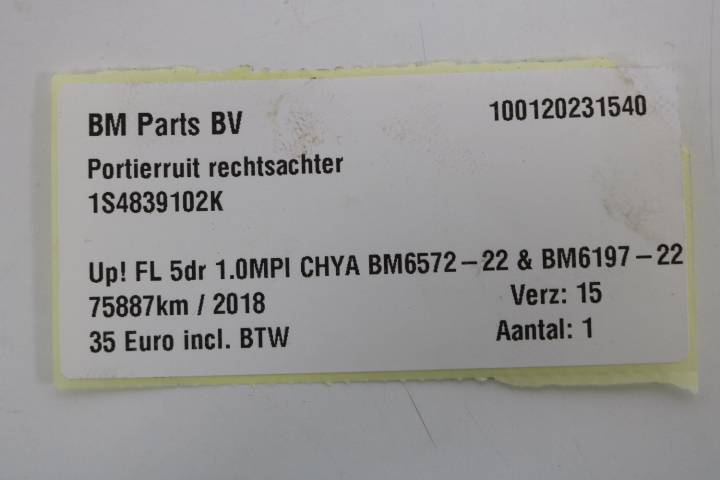 BM Parts BV 100120231540
Portierruit rechtsachter
1S4839102K
Up! FL 5dr 1.0MPI CHYA BM6572-22 & BM6197-22
75887km / 2018 Verz: 15
35 Euro incl. BTW Aantal: 1